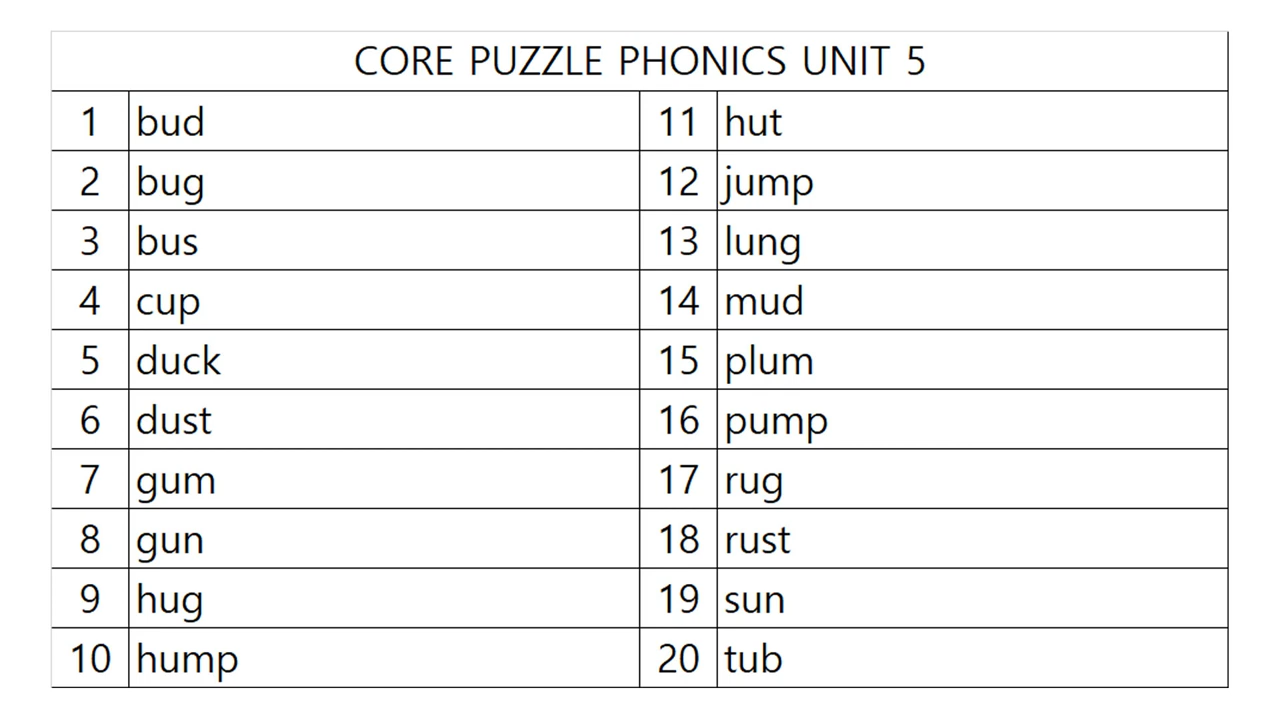 CORE PUZZLE PHONICS UNIT 5
1 bud 11 hut
2 bug 12 jump
3 bus 13 lung
4 cup 14 mud
5 duck 15 plum
6 dust 16 pump
7 gum 17 rug
8 gun 18 rust
9 hug 19 sun
10 hump 20 tub